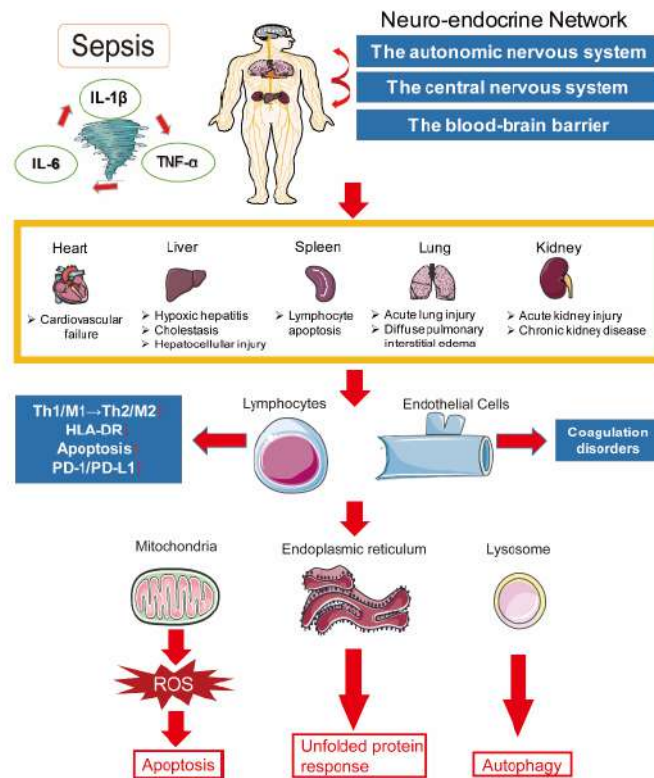 Neuro-endocrine Network
Sepsis
The autonomic nervous system
The central nervous system
The blood-brain barrier
IL-1β
IL-6
TNF-α
Heart
➤ Cardiovascular
failure
Liver
➤ Hypoxic hepatitis
➤ Cholestasis
➤ Hepatocellular injury
Spleen
➤ Lymphocyte
apoptosis
Lung
➤ Acute lung injury
➤ Diffuse pulmonary
interstitial edema
Kidney
➤ Acute kidney injury
➤ Chronic kidney disease
Lymphocytes
Endothelial Cells
Th1/M1→Th2/M2
HLA-DR
Apoptosis
PD-1/PD-L1
Coagulation
disorders
Mitochondria
Endoplasmic reticulum
Lysosome
ROS
Apoptosis
Unfolded protein
response
Autophagy